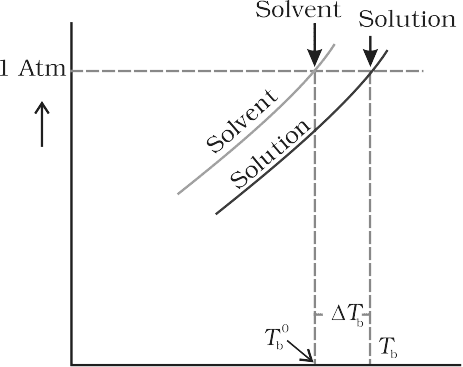 Solvent
Solution
1 Atm
Solvent
Solution
ΔT_b
T_b^0
T_b